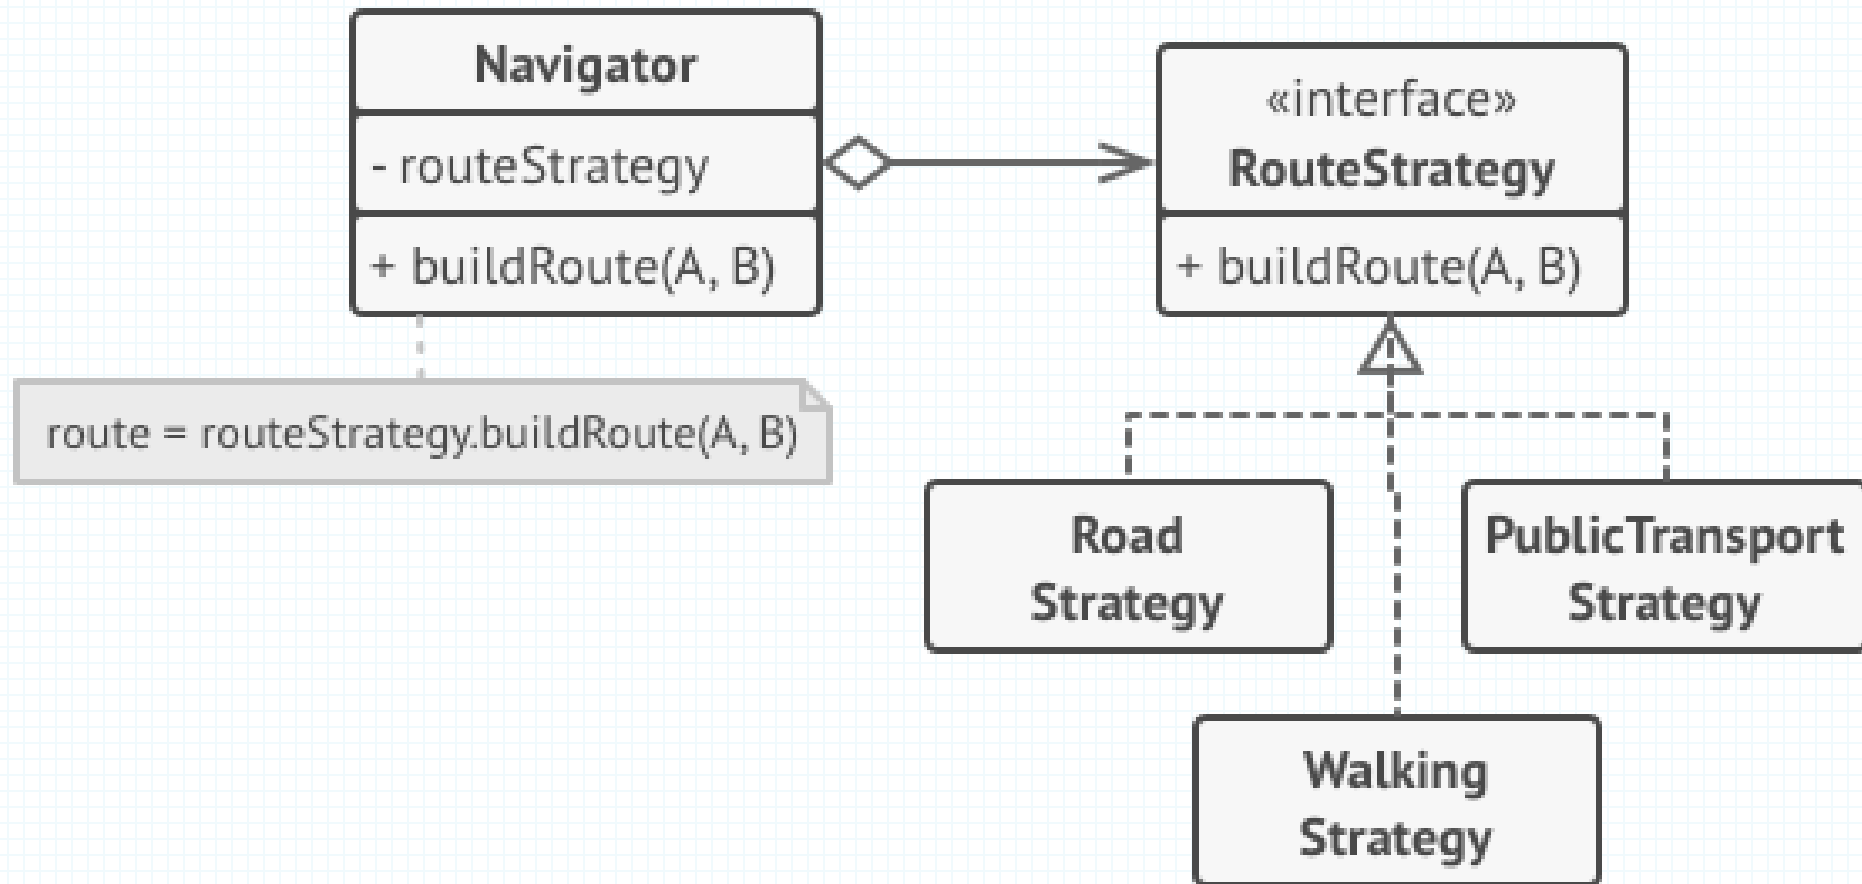 Navigator
- routeStrategy
+ buildRoute(A, B)
route = routeStrategy.buildRoute(A, B)
«interface»
RouteStrategy
+ buildRoute(A, B)
Road
Strategy
PublicTransport
Strategy
Walking
Strategy